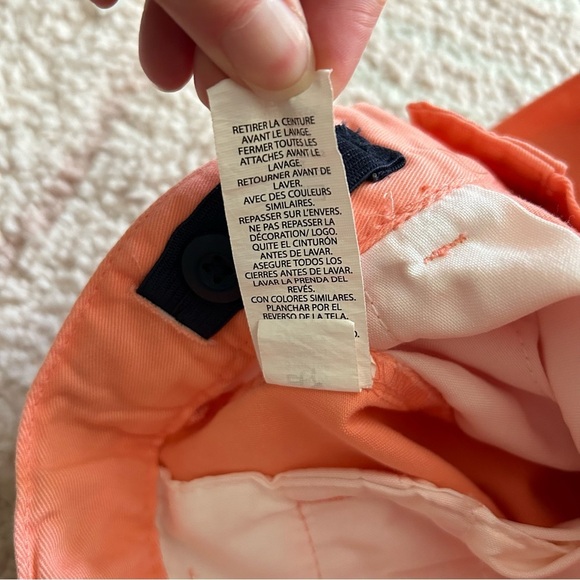 RETIRER LA CEINTURE
AVANT LE LAVAGE.
FERMER TOUTES LES
ATTACHES AVANT LE
LAVAGE.
RETOURNER AVANT DE
LAVER.
AVEC DES COULEURS
SIMILAIRES.
REPASSER SUR L'ENVERS.
NE PAS REPASSER LA
DÉCORATION/ LOGO.
QUITE EL CINTURÓN
ANTES DE LAVAR.
ASEGURE TODOS LOS
CIERRES ANTES DE LAVAR.
LAVAR LA PRENDA DEL
REVÉS.
CON COLORES SIMILARES.
PLANCHAR POR EL
REVERSO DE LA TELA.